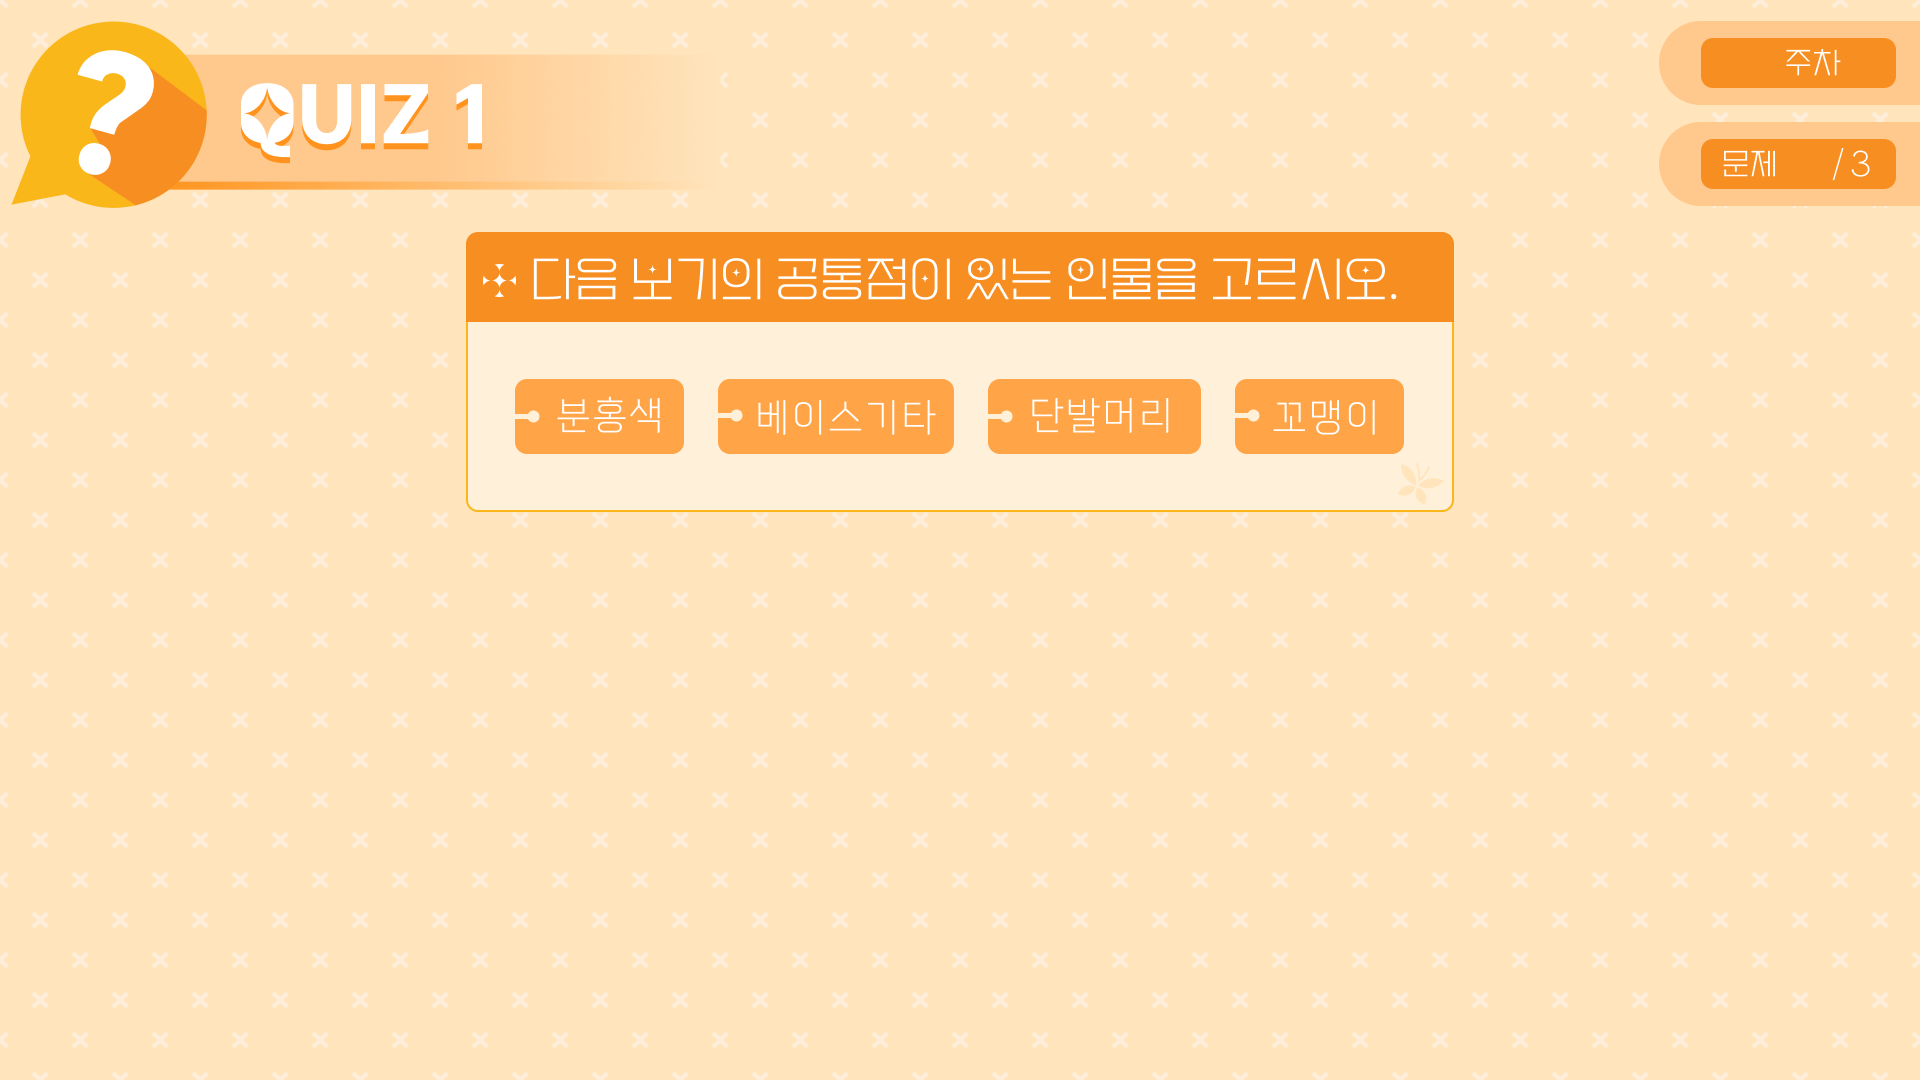 QUIZ 1
주차
문제 /3
다음 보기의 공통점이 있는 인물을 고르시오.
분홍색 베이스기타 단발머리 꼬맹이